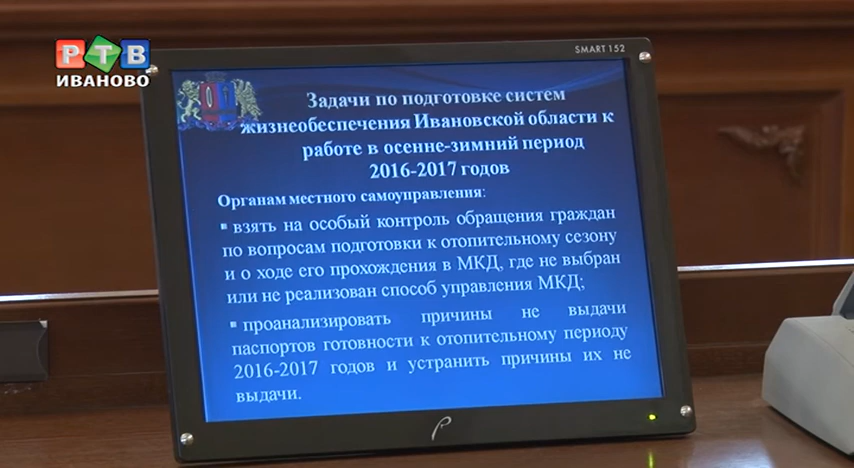 РТВ
ИВАНОВО
SMART 152
Задачи по подготовке систем
жизнеобеспечения Ивановской области к
работе в осенне-зимний период
2016-2017 годов
Органам местного самоуправления:
▪ взять на особый контроль обращения граждан
по вопросам подготовки к отопительному сезону
и о ходе его прохождения в МКД, где не выбран
или не реализован способ управления МКД;
▪ проанализировать причины не выдачи
паспортов готовности к отопительному периоду
2016-2017 годов и устранить причины их не
выдачи.